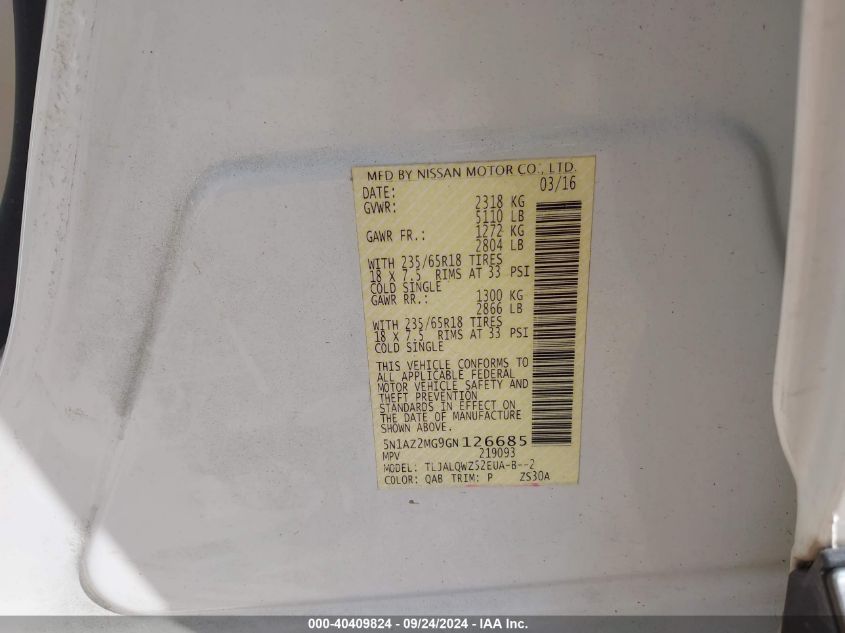 MFD BY NISSAN MOTOR CO., LTD.
DATE: 03/16
GVWR: 2318 KG
5110 LB
GAWR FR.: 1272 KG
2804 LB
WITH 235/65R18 TIRES
18 X 7.5 RIMS AT 33 PSI
COLD SINGLE
GAWR RR.: 1300 KG
2866 LB
WITH 235/65R18 TIRES
18 X 7.5 RIMS AT 33 PSI
COLD SINGLE
THIS VEHICLE CONFORMS TO
ALL APPLICABLE FEDERAL
MOTOR VEHICLE SAFETY AND
THEFT PREVENTION
STANDARDS IN EFFECT ON
THE DATE OF MANUFACTURE
SHOWN ABOVE.
5N1AZ2MG9GN126685
MPV 219093
MODEL: TLJALQWZ52EUA-B--2
COLOR: QAB TRIM: P ZS30A
000-40409824 - 09/24/2024 - IAA Inc.